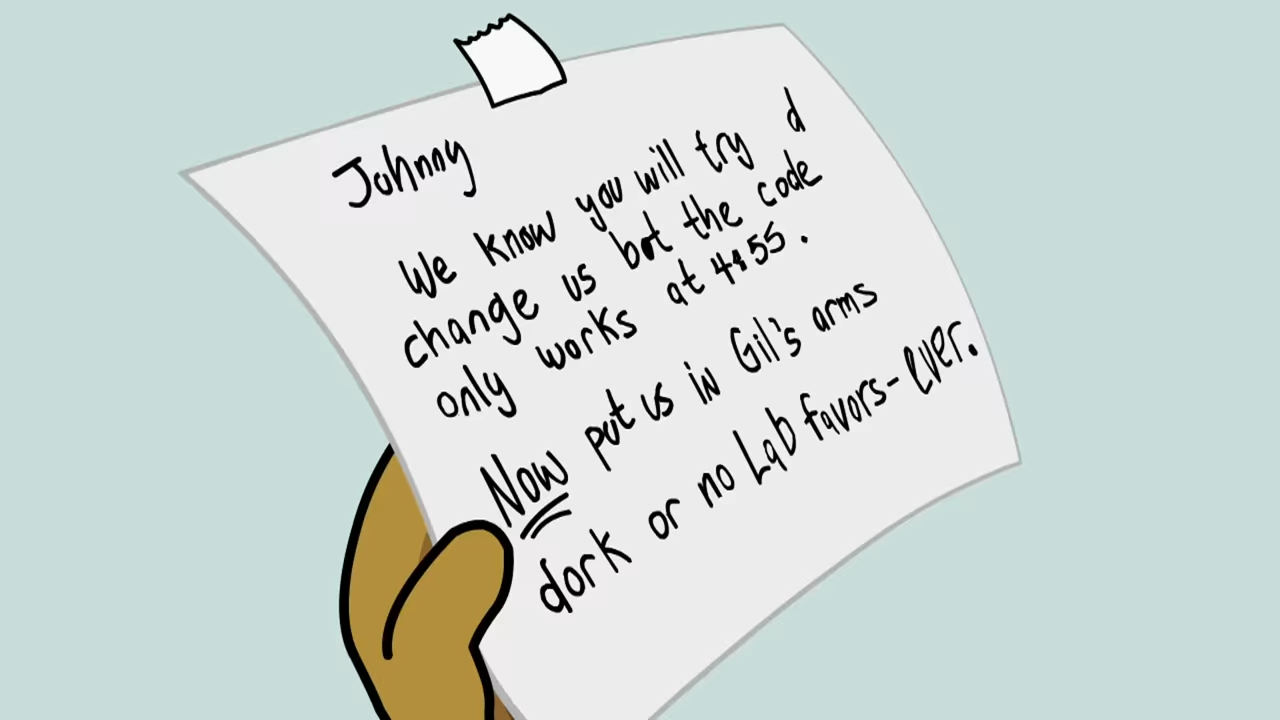 Johnny
We know you will try d
change us bot the code
only works at 4:55.
Now put us in Gil's arms
dork or no Lab favors-ever.